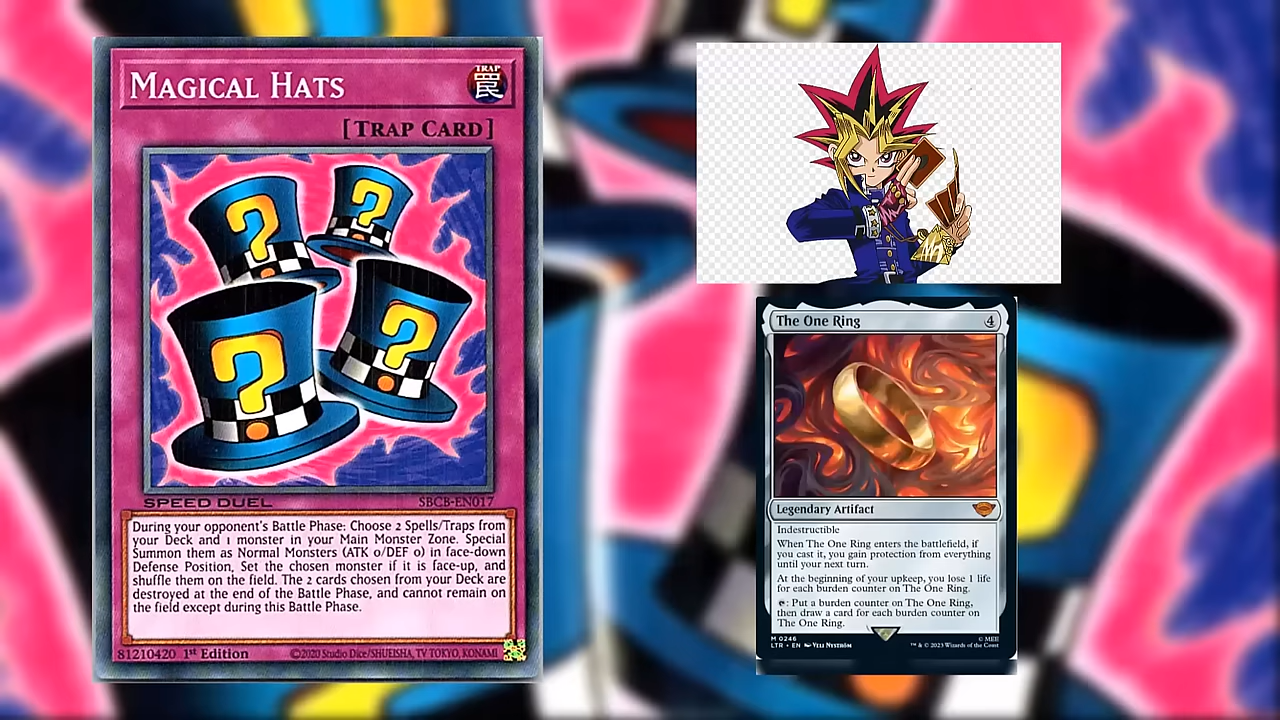 MAGICAL HATS
TRAP
罠
[TRAP CARD]
? ? ? ?
SPEED DUEL
SBCB-EN017
During your opponent's Battle Phase: Choose 2 Spells/Traps from
your Deck and 1 monster in your Main Monster Zone. Special
Summon them as Normal Monsters (ATK 0/DEF 0) in face-down
Defense Position, Set the chosen monster if it is face-up, and
shuffle them on the field. The 2 cards chosen from your Deck are
destroyed at the end of the Battle Phase, and cannot remain on
the field except during this Battle Phase.
81210420 1st Edition
©2020 Studio Dice/SHUEISHA, TV TOKYO, KONAMI
The One Ring
4
Legendary Artifact
Indestructible
When The One Ring enters the battlefield, if
you cast it, you gain protection from everything
until your next turn.
At the beginning of your upkeep, you lose 1 life
for each burden counter on The One Ring.
: Put a burden counter on The One Ring,
then draw a card for each burden counter on
The One Ring.
M 0246
LTR • EN VELI NYSTRÖM
© MEE
™ & © 2023 Wizards of the Coast